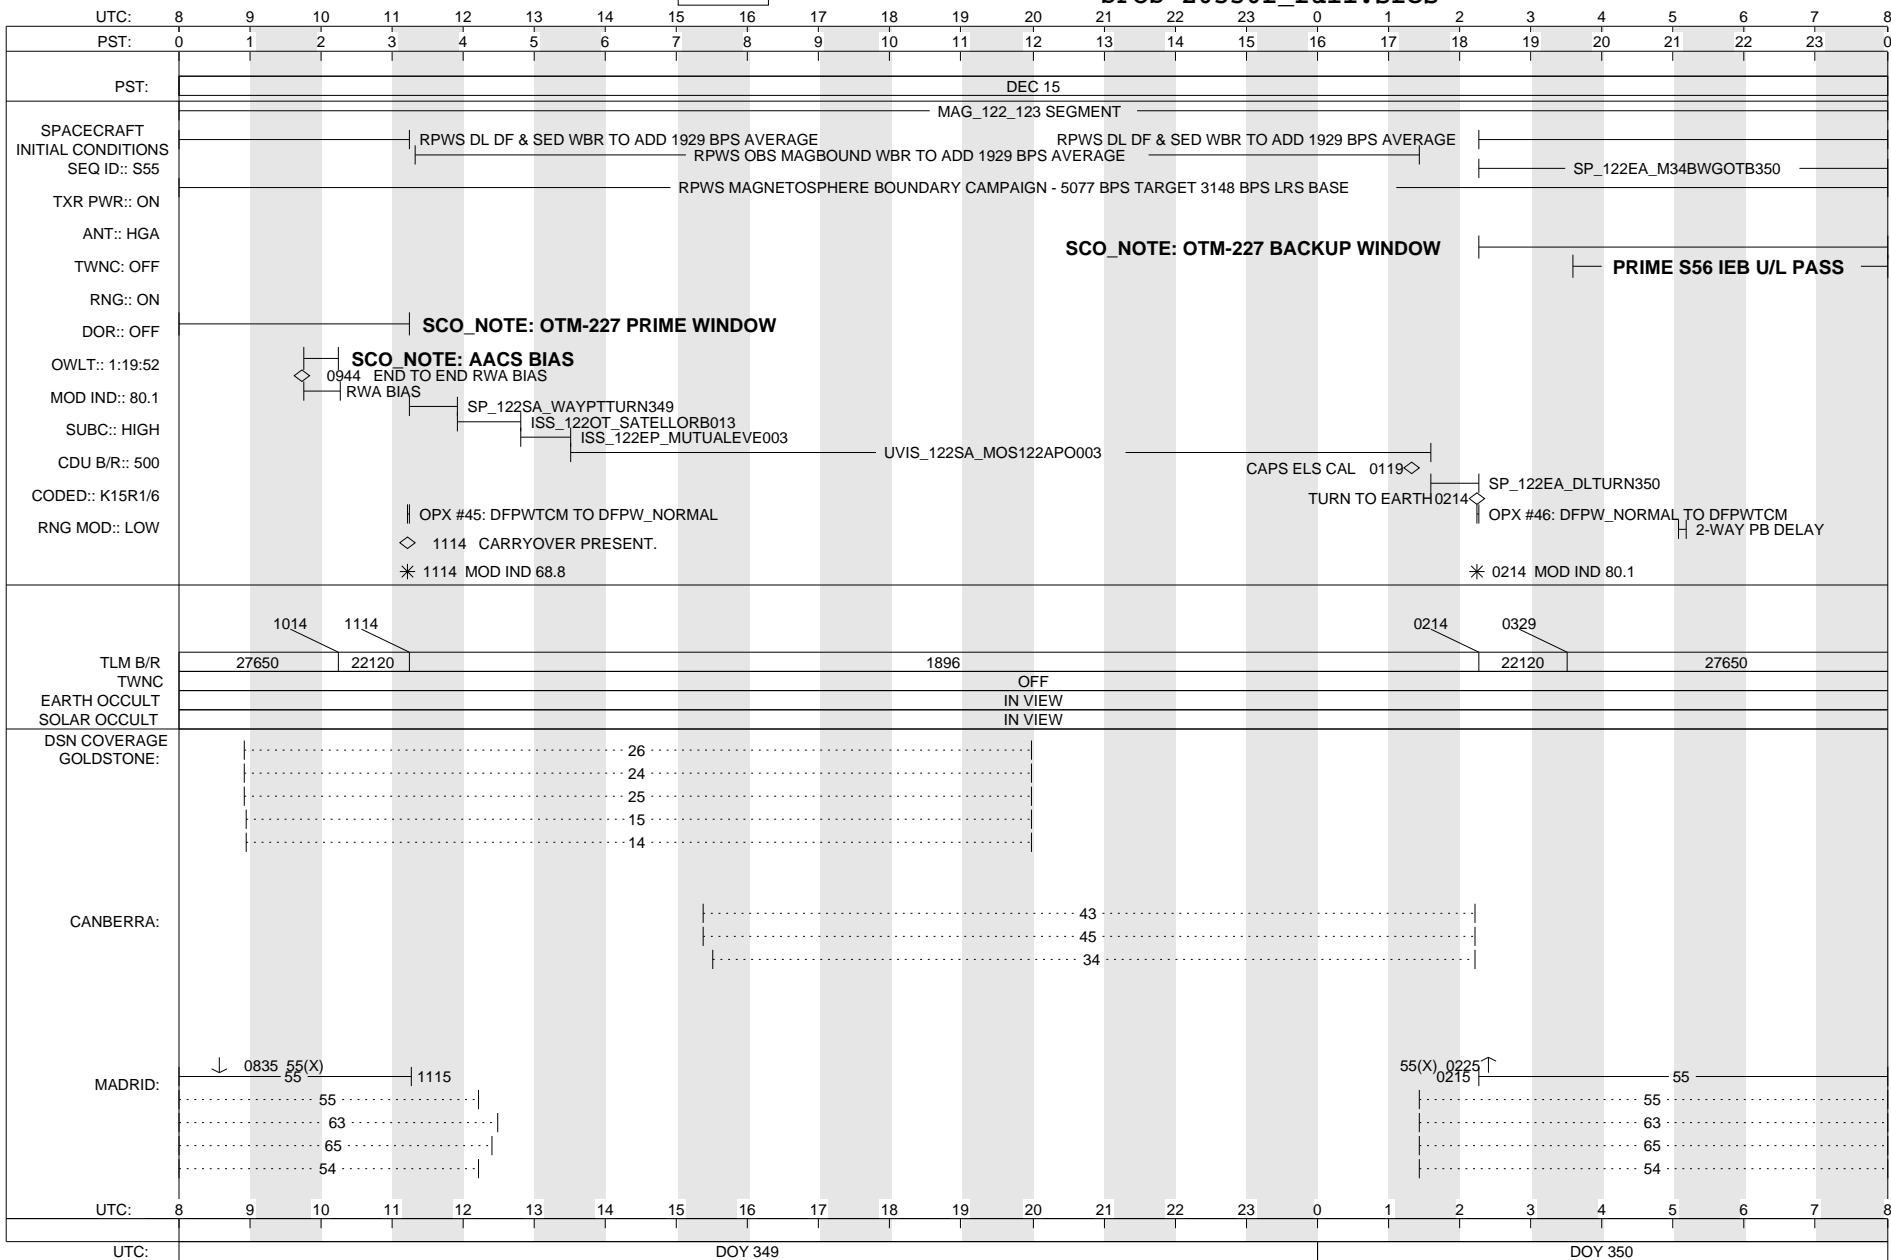 UTC: 8 9 10 11 12 13 14 15 16 17 18 19 20 21 22 23 0 1 2 3 4 5 6 7 8
PST: 0 1 2 3 4 5 6 7 8 9 10 11 12 13 14 15 16 17 18 19 20 21 22 23 0
PST: DEC 15
MAG_122_123 SEGMENT
SPACECRAFT
INITIAL CONDITIONS
SEQ ID:: S55
TXR PWR:: ON
ANT:: HGA
TWNC: OFF
RNG:: ON
DOR:: OFF
OWLT:: 1:19:52
MOD IND:: 80.1
SUBC:: HIGH
CDU B/R:: 500
CODED:: K15R1/6
RNG MOD:: LOW
RPWS DL DF & SED WBR TO ADD 1929 BPS AVERAGE
RPWS DL DF & SED WBR TO ADD 1929 BPS AVERAGE
RPWS OBS MAGBOUND WBR TO ADD 1929 BPS AVERAGE
SP_122EA_M34BWGOTB350
RPWS MAGNETOSPHERE BOUNDARY CAMPAIGN - 5077 BPS TARGET 3148 BPS LRS BASE
SCO_NOTE: OTM-227 BACKUP WINDOW
PRIME S56 IEB U/L PASS
SCO_NOTE: OTM-227 PRIME WINDOW
SCO_NOTE: AACS BIAS
0944 END TO END RWA BIAS
RWA BIAS
SP_122SA_WAYPTTURN349
ISS_122OT_SATELLORB013
ISS_122EP_MUTUALEVE003
UVIS_122SA_MOS122APO003
CAPS ELS CAL 0119
SP_122EA_DLTURN350
TURN TO EARTH 0214
OPX #45: DFPWTCM TO DFPW_NORMAL
OPX #46: DFPW_NORMAL TO DFPWTCM
2-WAY PB DELAY
1114 CARRYOVER PRESENT.
1114 MOD IND 68.8
0214 MOD IND 80.1
1014 1114 0214 0329
TLM B/R 27650 22120 1896 22120 27650
TWNC OFF
EARTH OCCULT IN VIEW
SOLAR OCCULT IN VIEW
DSN COVERAGE
GOLDSTONE:
26
24
25
15
14
CANBERRA:
43
45
34
MADRID:
0835 55(X)
55 1115
55(X) 0225
0215 55
55 55
63 63
65 65
54 54
UTC: 8 9 10 11 12 13 14 15 16 17 18 19 20 21 22 23 0 1 2 3 4 5 6 7 8
UTC: DOY 349 DOY 350